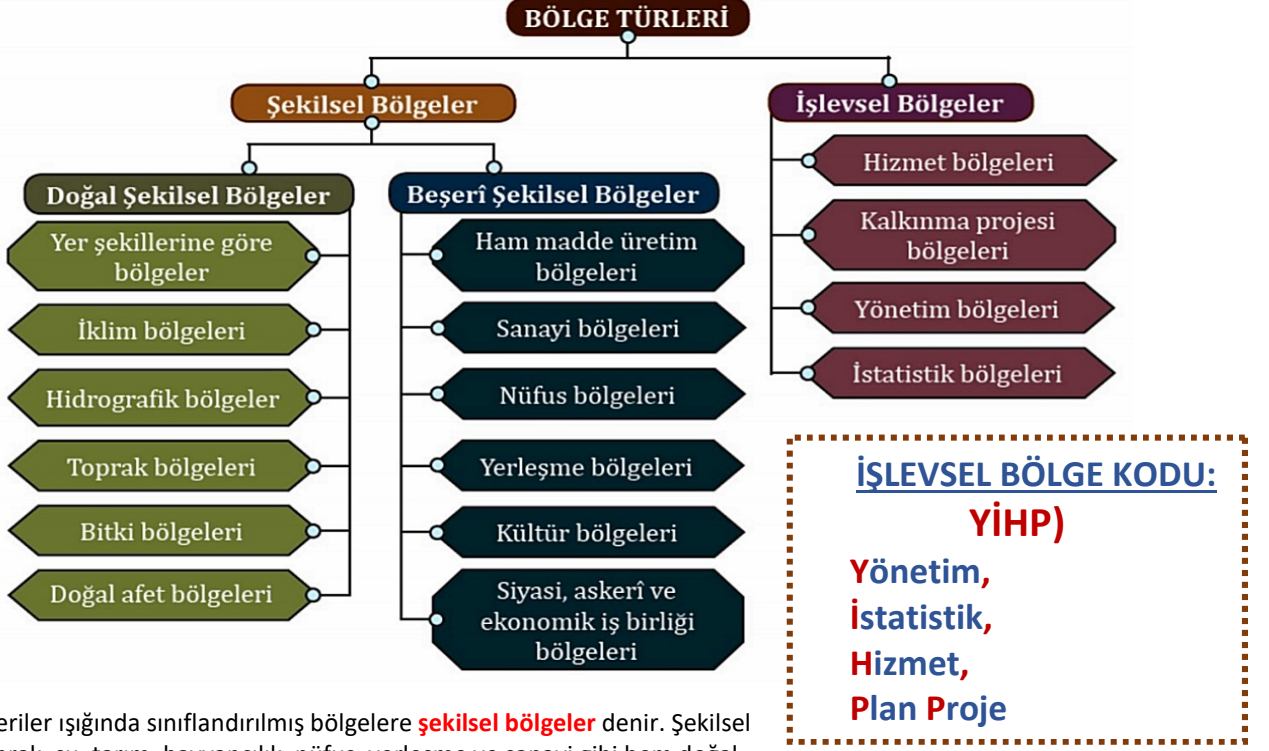 BÖLGE TÜRLERİ
Şekilsel Bölgeler
İşlevsel Bölgeler
Doğal Şekilsel Bölgeler
Yer şekillerine göre
bölgeler
İklim bölgeleri
Hidrografik bölgeler
Toprak bölgeleri
Bitki bölgeleri
Doğal afet bölgeleri
Beşerî Şekilsel Bölgeler
Ham madde üretim
bölgeleri
Sanayi bölgeleri
Nüfus bölgeleri
Yerleşme bölgeleri
Kültür bölgeleri
Siyasi, askerî ve
ekonomik iş birliği
bölgeleri
Hizmet bölgeleri
Kalkınma projesi
bölgeleri
Yönetim bölgeleri
İstatistik bölgeleri
İŞLEVSEL BÖLGE KODU:
YİHP)
Yönetim,
İstatistik,
Hizmet,
Plan Proje
eriler ışığında sınıflandırılmış bölgelere şekilsel bölgeler denir. Şekilsel